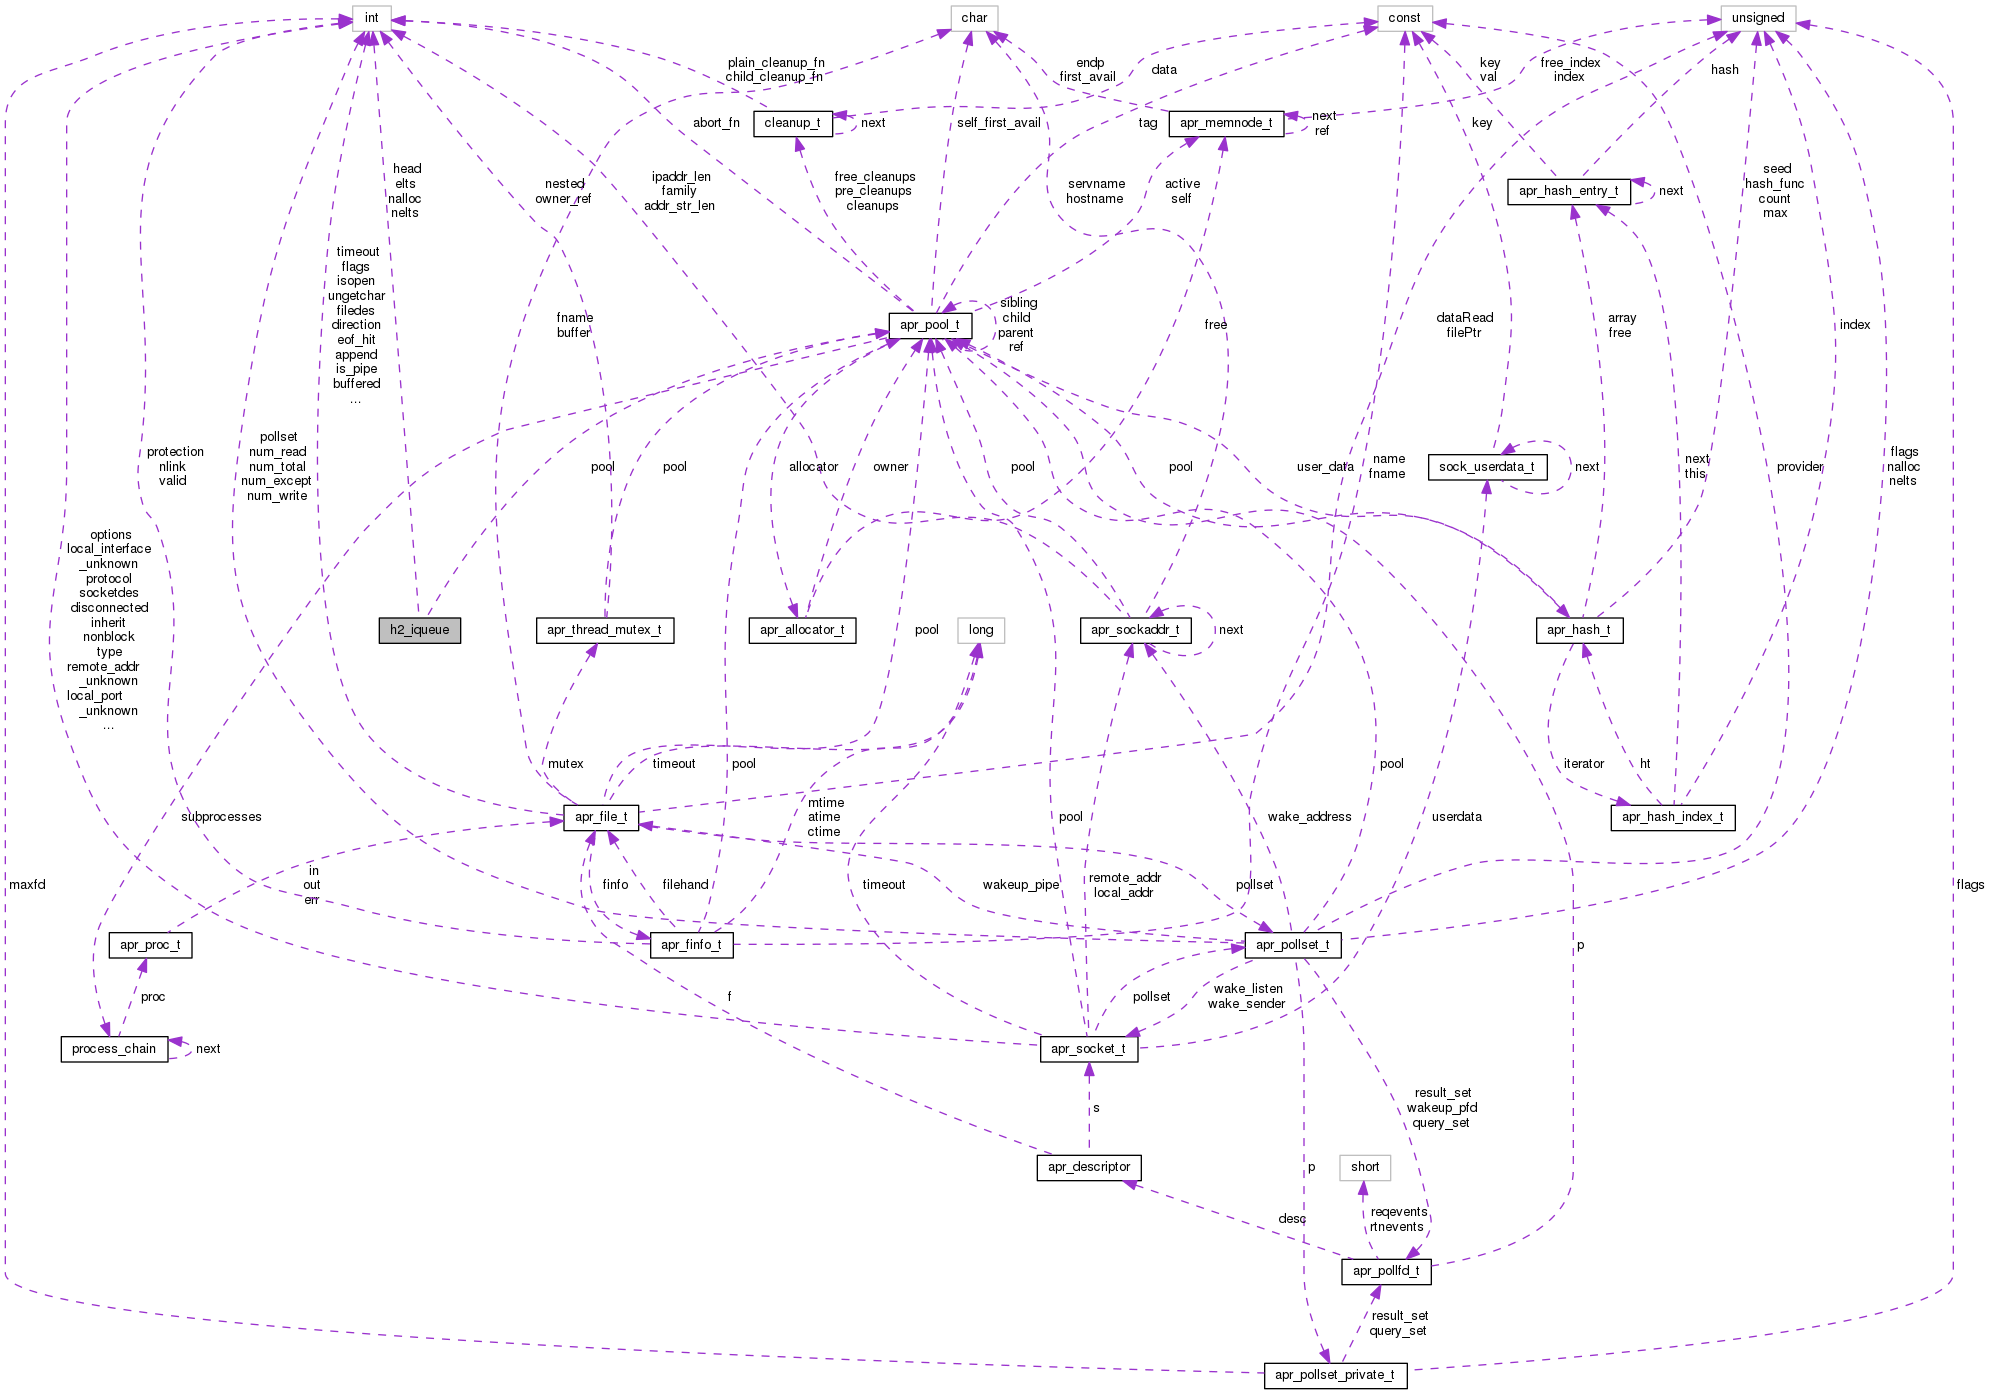 int
char
const
unsigned
plain_cleanup_fn
child_cleanup_fn
endp
first_avail
data
key
val
free_index
index
hash
abort_fn
cleanup_t
next
self_first_avail
tag
apr_memnode_t
next
ref
key
head
elts
nalloc
nelts
nested
owner_ref
ipaddr_len
family
addr_str_len
free_cleanups
pre_cleanups
cleanups
servname
hostname
active
self
apr_hash_entry_t
next
seed
hash_func
count
max
timeout
flags
isopen
ungetchar
filedes
direction
eof_hit
append
is_pipe
buffered
...
fname
buffer
apr_pool_t
sibling
child
parent
ref
free
dataRead
filePtr
array
free
index
protection
nlink
valid
pollset
num_read
num_total
num_except
num_write
pool
pool
allocator
owner
pool
pool
user_data
name
fname
sock_userdata_t
next
next
this
provider
flags
nalloc
nelts
options
local_interface
_unknown
protocol
socketdes
disconnected
inherit
nonblock
type
remote_addr
_unknown
local_port
_unknown
...
h2_iqueue
apr_thread_mutex_t
apr_allocator_t
pool
long
apr_sockaddr_t
next
apr_hash_t
subprocesses
mutex
timeout
pool
mtime
atime
ctime
apr_file_t
pool
wake_address
pool
userdata
iterator
ht
apr_hash_index_t
maxfd
in
out
err
finfo
filehand
timeout
wakeup_pipe
remote_addr
local_addr
pollset
flags
apr_proc_t
apr_finfo_t
apr_pollset_t
p
proc
f
pollset
wake_listen
wake_sender
process_chain
next
apr_socket_t
s
result_set
wakeup_pfd
query_set
apr_descriptor
p
short
desc
reqevents
rtnevents
apr_pollfd_t
result_set
query_set
apr_pollset_private_t